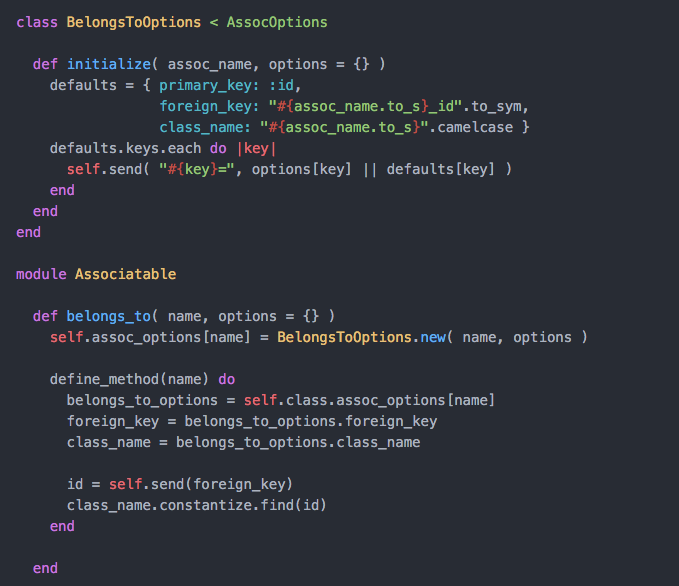 class BelongsToOptions < AssocOptions
def initialize( assoc_name, options = {} )
defaults = { primary_key: :id,
foreign_key: "#{assoc_name.to_s}_id".to_sym,
class_name: "#{assoc_name.to_s}".camelcase }
defaults.keys.each do |key|
self.send( "#{key}=", options[key] || defaults[key] )
end
end
end
module Associatable
def belongs_to( name, options = {} )
self.assoc_options[name] = BelongsToOptions.new( name, options )
define_method(name) do
belongs_to_options = self.class.assoc_options[name]
foreign_key = belongs_to_options.foreign_key
class_name = belongs_to_options.class_name
id = self.send(foreign_key)
class_name.constantize.find(id)
end
end